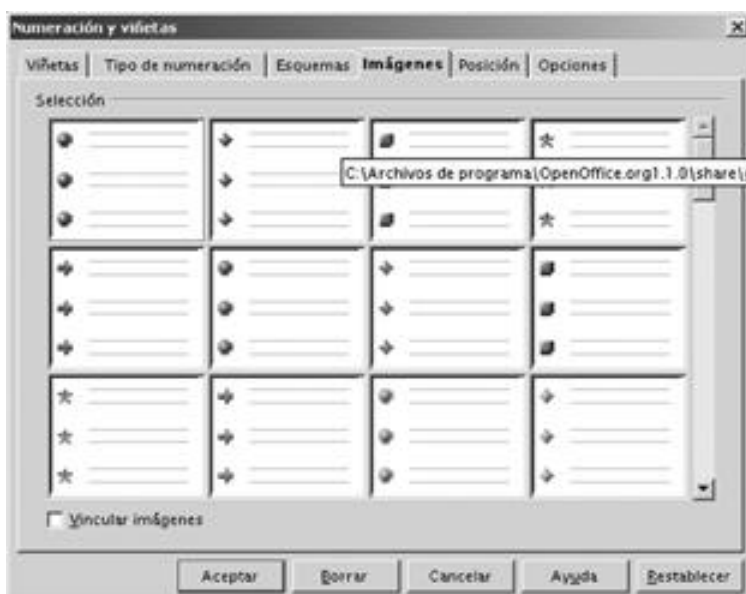 Numeración y viñetas
Viñetas Tipo de numeración Esquemas Imágenes Posición Opciones
Selección
C:\Archivos de programa\OpenOffice.org1.1.0\share\
Vincular imágenes
Aceptar Borrar Cancelar Ayuda Restablecer